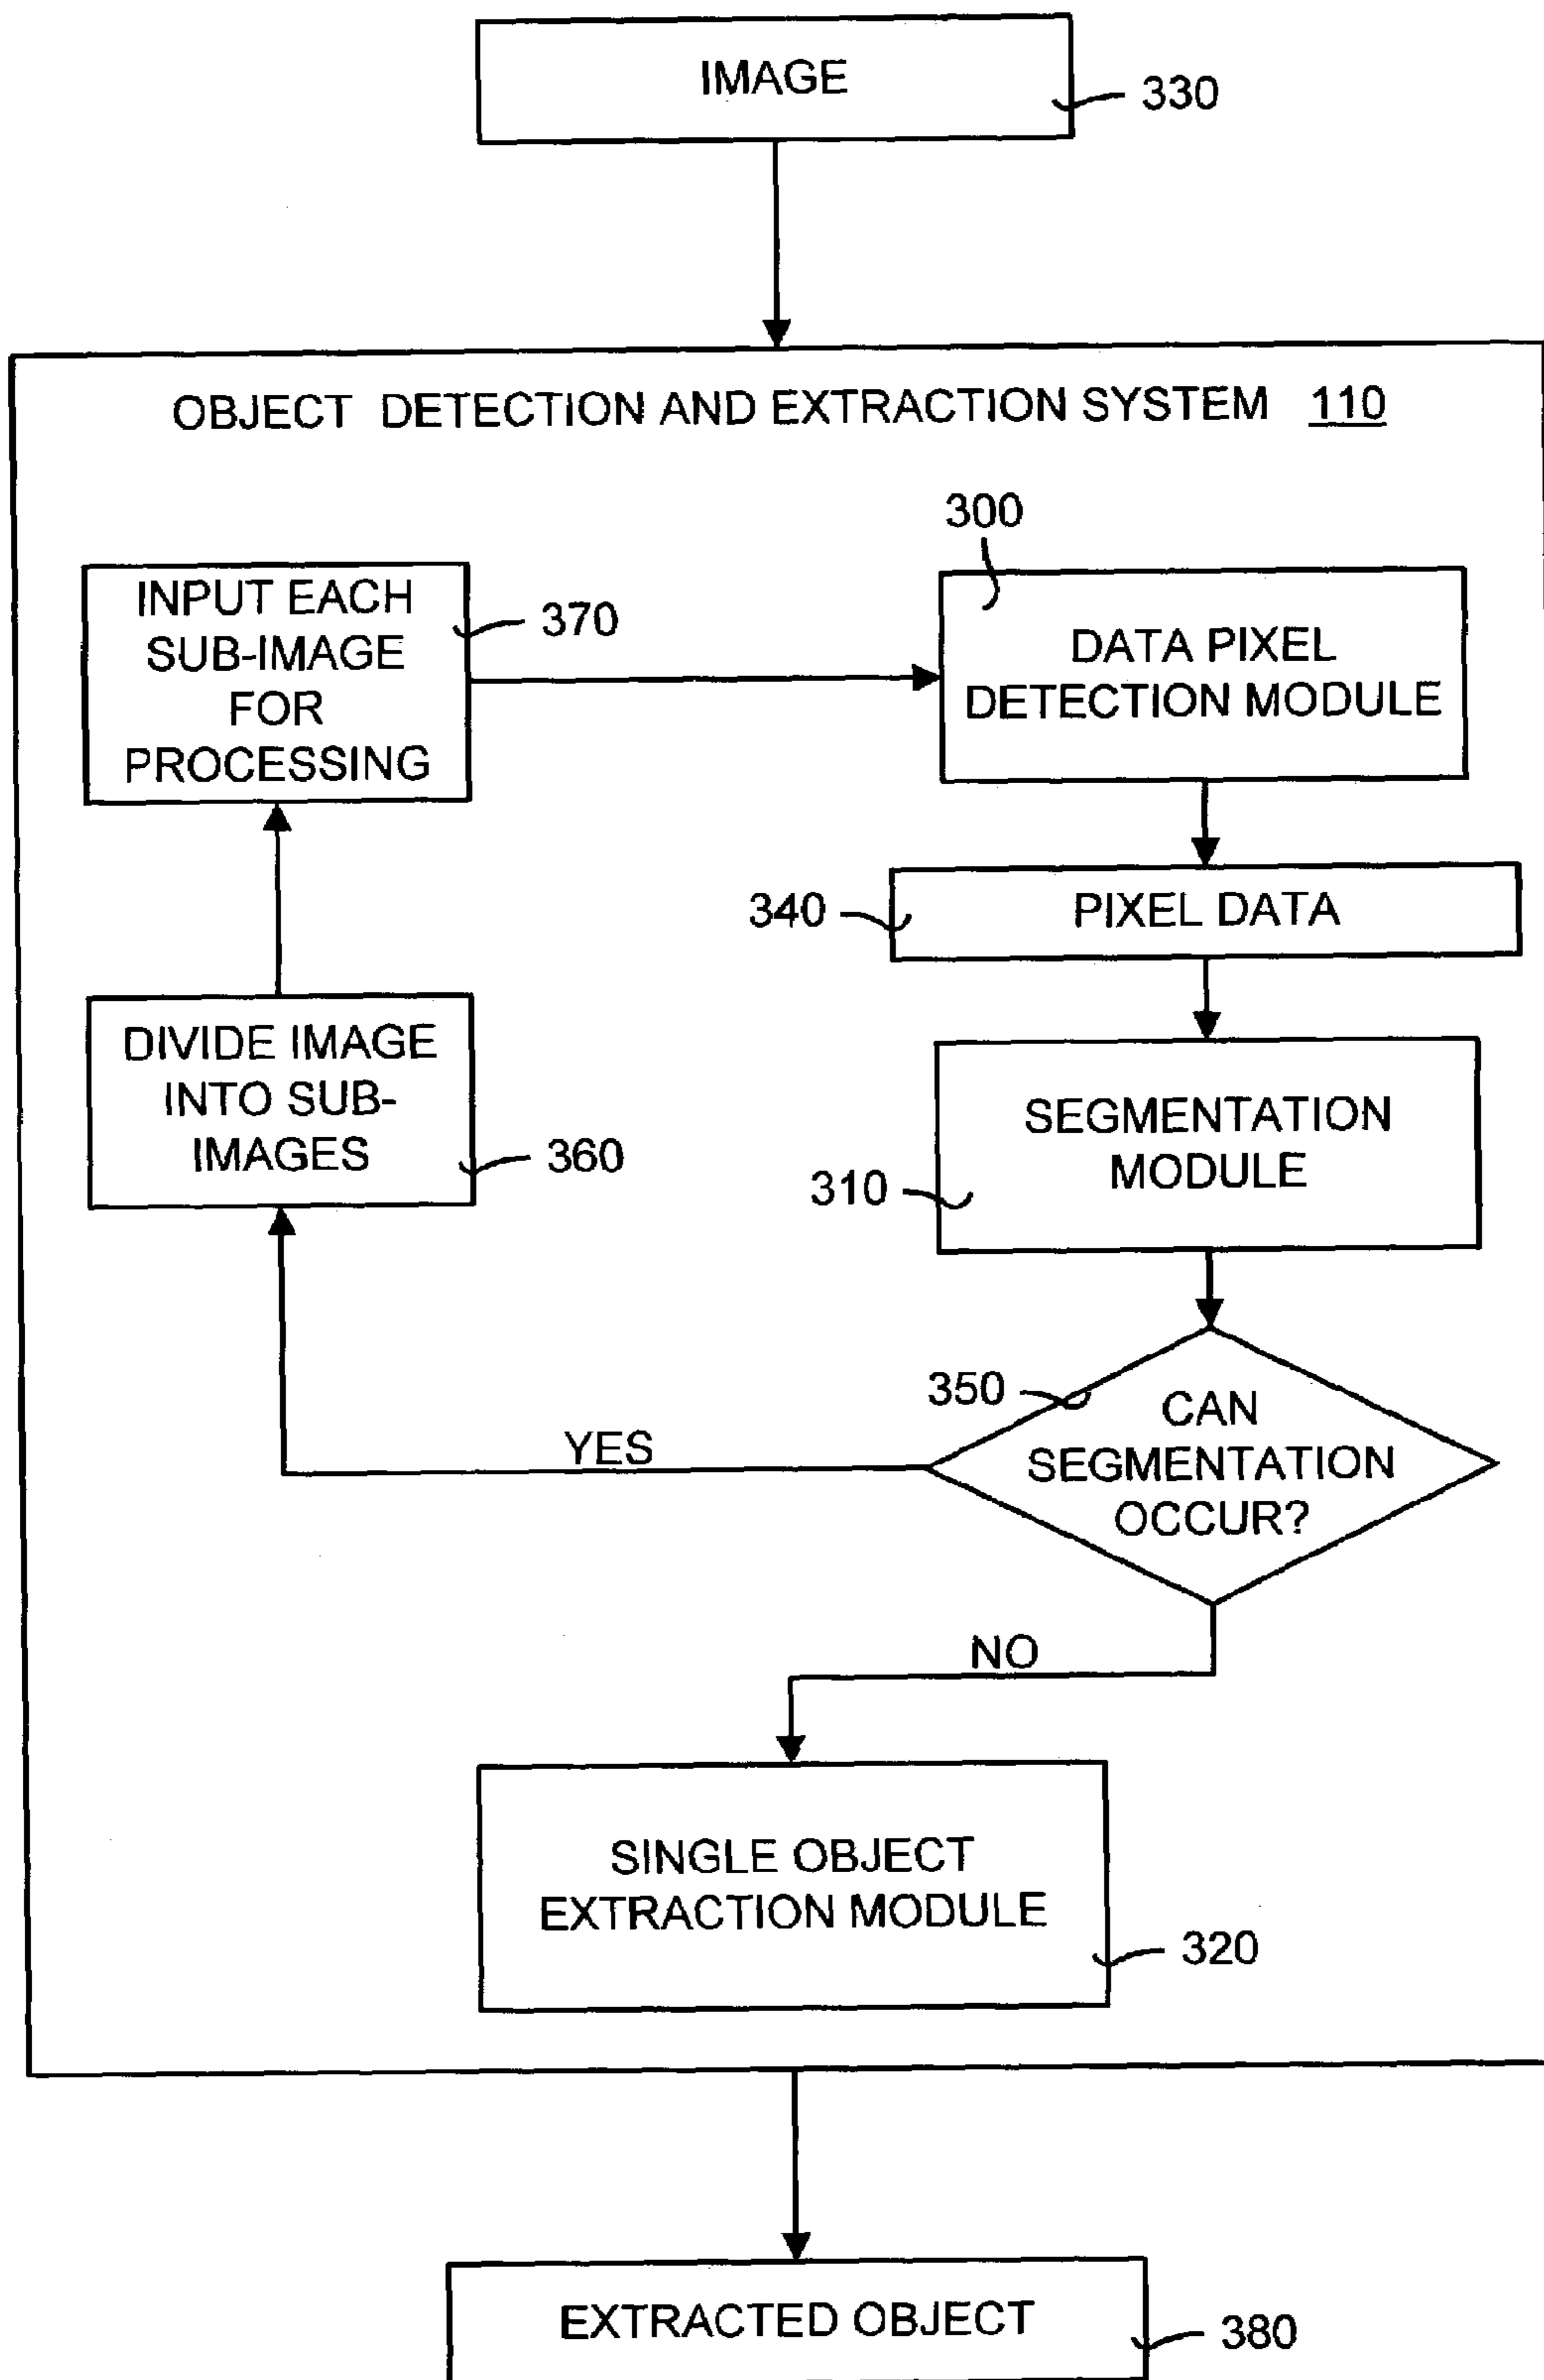 IMAGE
330
OBJECT DETECTION AND EXTRACTION SYSTEM 110
300
INPUT EACH
SUB-IMAGE
FOR
PROCESSING
370
DATA PIXEL
DETECTION MODULE
340
PIXEL DATA
DIVIDE IMAGE
INTO SUB-
IMAGES
360
SEGMENTATION
MODULE
310
350
CAN
SEGMENTATION
OCCUR?
YES
NO
SINGLE OBJECT
EXTRACTION MODULE
320
EXTRACTED OBJECT
380